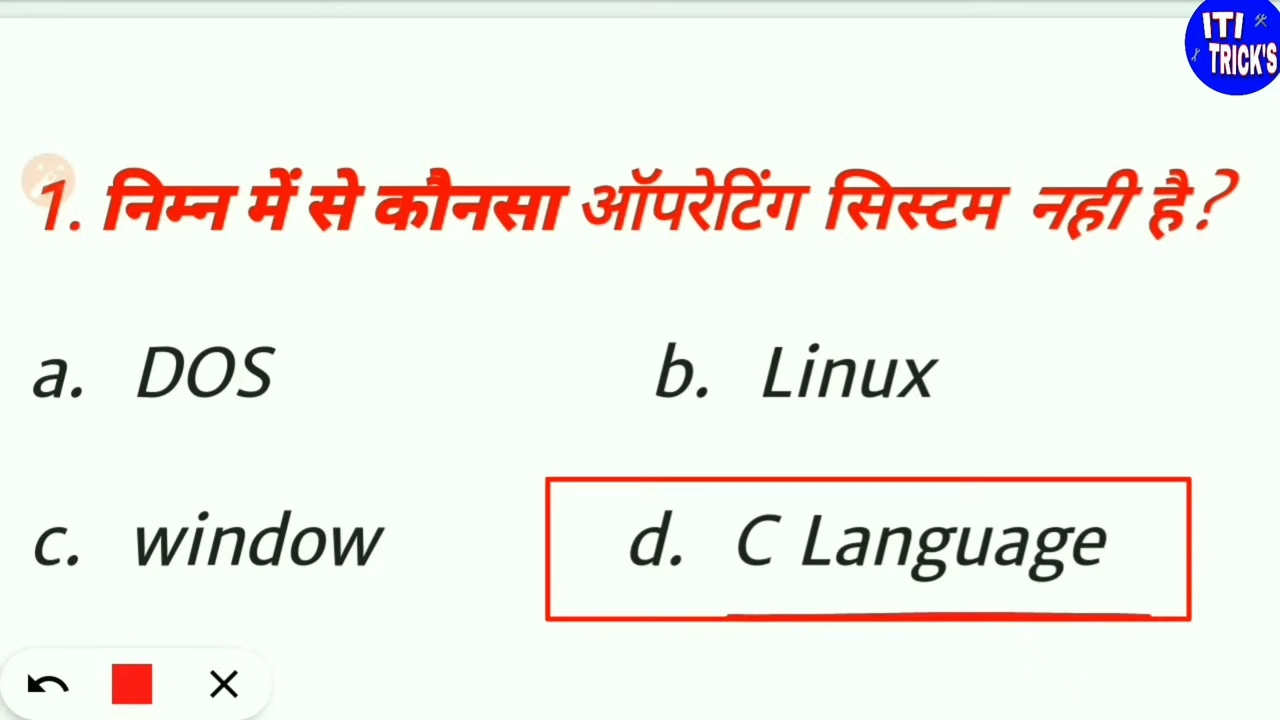 ITI
TRICK'S
1. निम्न में से कौनसा ऑपरेटिंग सिस्टम नही है?
a. DOS
b. Linux
c. window
d. C Language